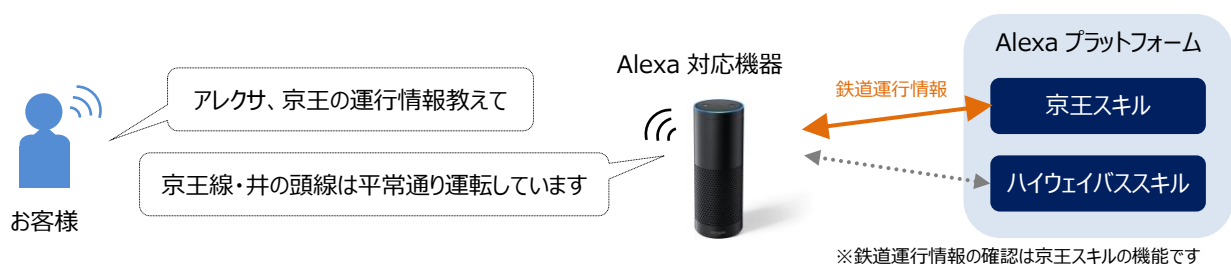 Alexa プラットフォーム
Alexa 対応機器
鉄道運行情報
アレクサ、京王の運行情報教えて
京王スキル
京王線・井の頭線は平常通り運転しています
ハイウェイバススキル
お客様
※鉄道運行情報の確認は京王スキルの機能です